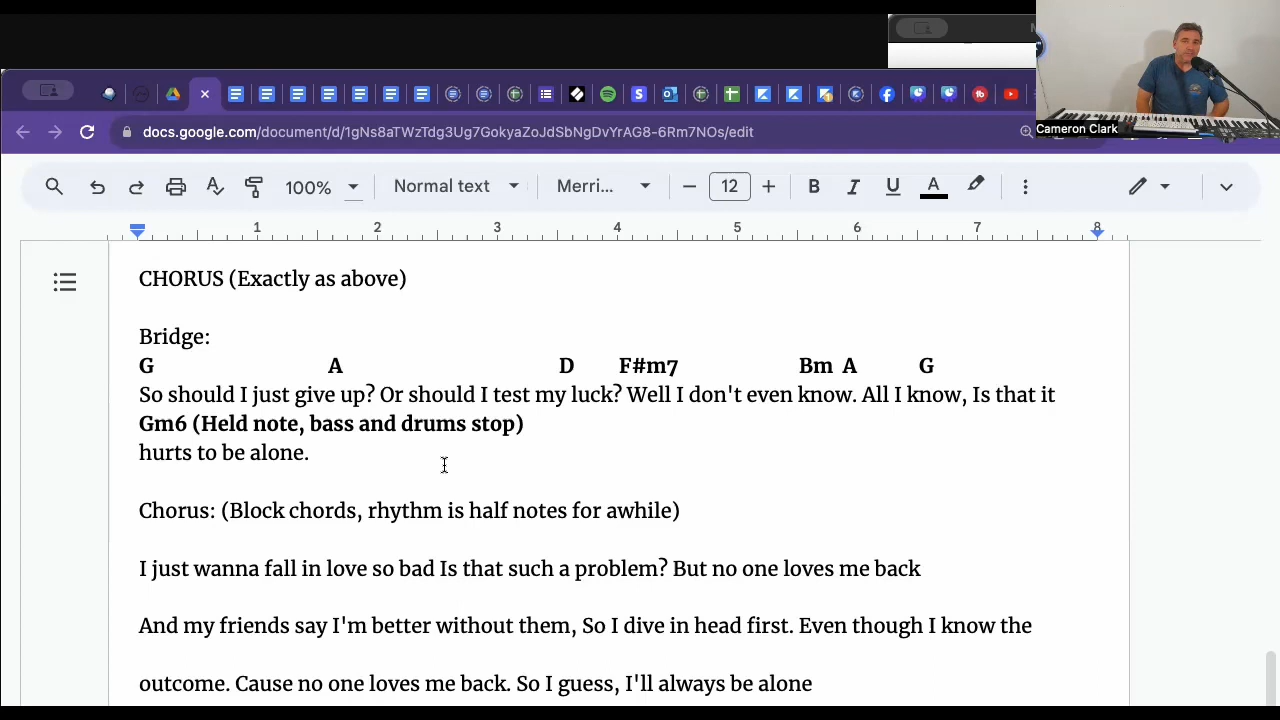 Cameron Clark
docs.google.com/document/d/1gNs8aTWzTdg3Ug7GokyaZoJdSbNgDvYrAG8-6Rm7NOs/edit
100% Normal text Merri... 12 B I U A
1 2 3 4 5 6 7 8
CHORUS (Exactly as above)
Bridge:
G A D F#m7 Bm A G
So should I just give up? Or should I test my luck? Well I don't even know. All I know, Is that it
Gm6 (Held note, bass and drums stop)
hurts to be alone.
Chorus: (Block chords, rhythm is half notes for awhile)
I just wanna fall in love so bad Is that such a problem? But no one loves me back
And my friends say I'm better without them, So I dive in head first. Even though I know the
outcome. Cause no one loves me back. So I guess, I'll always be alone